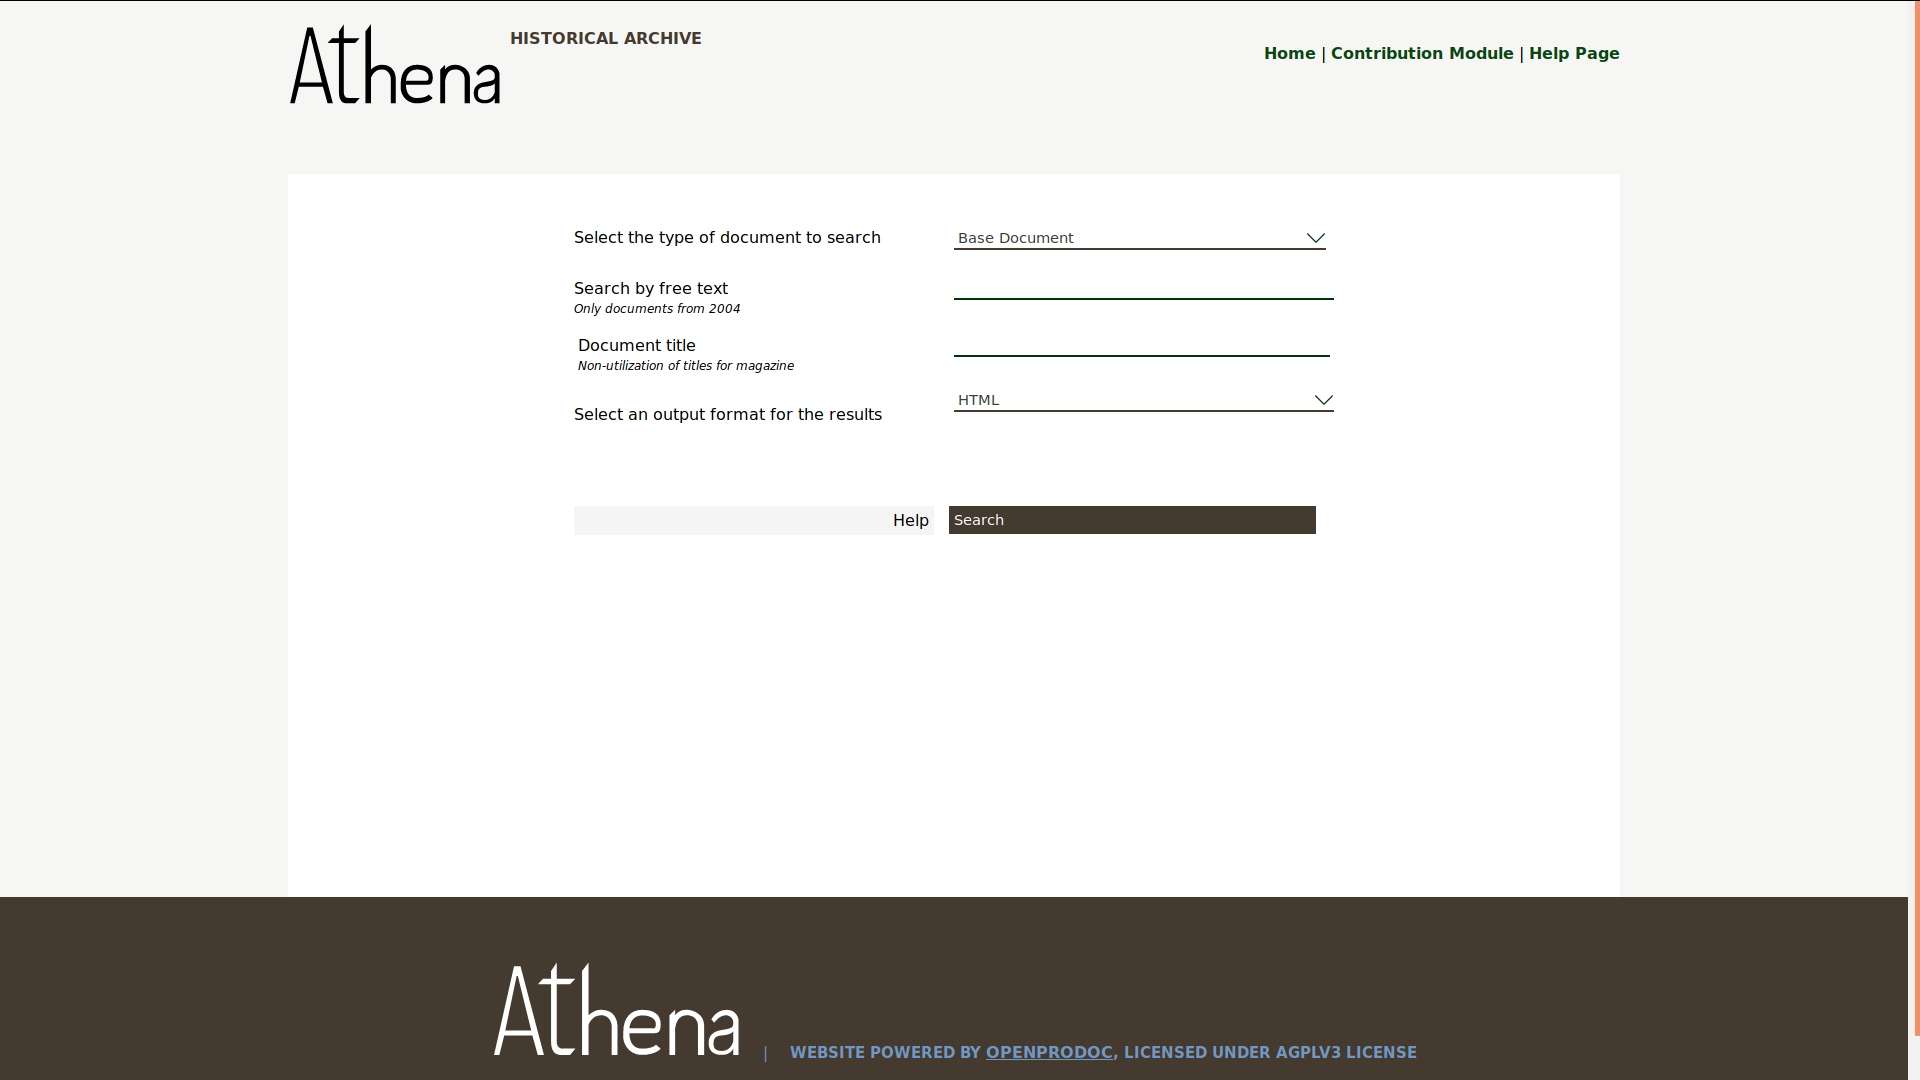 Athena
HISTORICAL ARCHIVE
Home | Contribution Module | Help Page
Select the type of document to search
Base Document
Search by free text
Only documents from 2004
Document title
Non-utilization of titles for magazine
Select an output format for the results
HTML
Help
Search
Athena
| WEBSITE POWERED BY OPENPRODOC, LICENSED UNDER AGPLV3 LICENSE